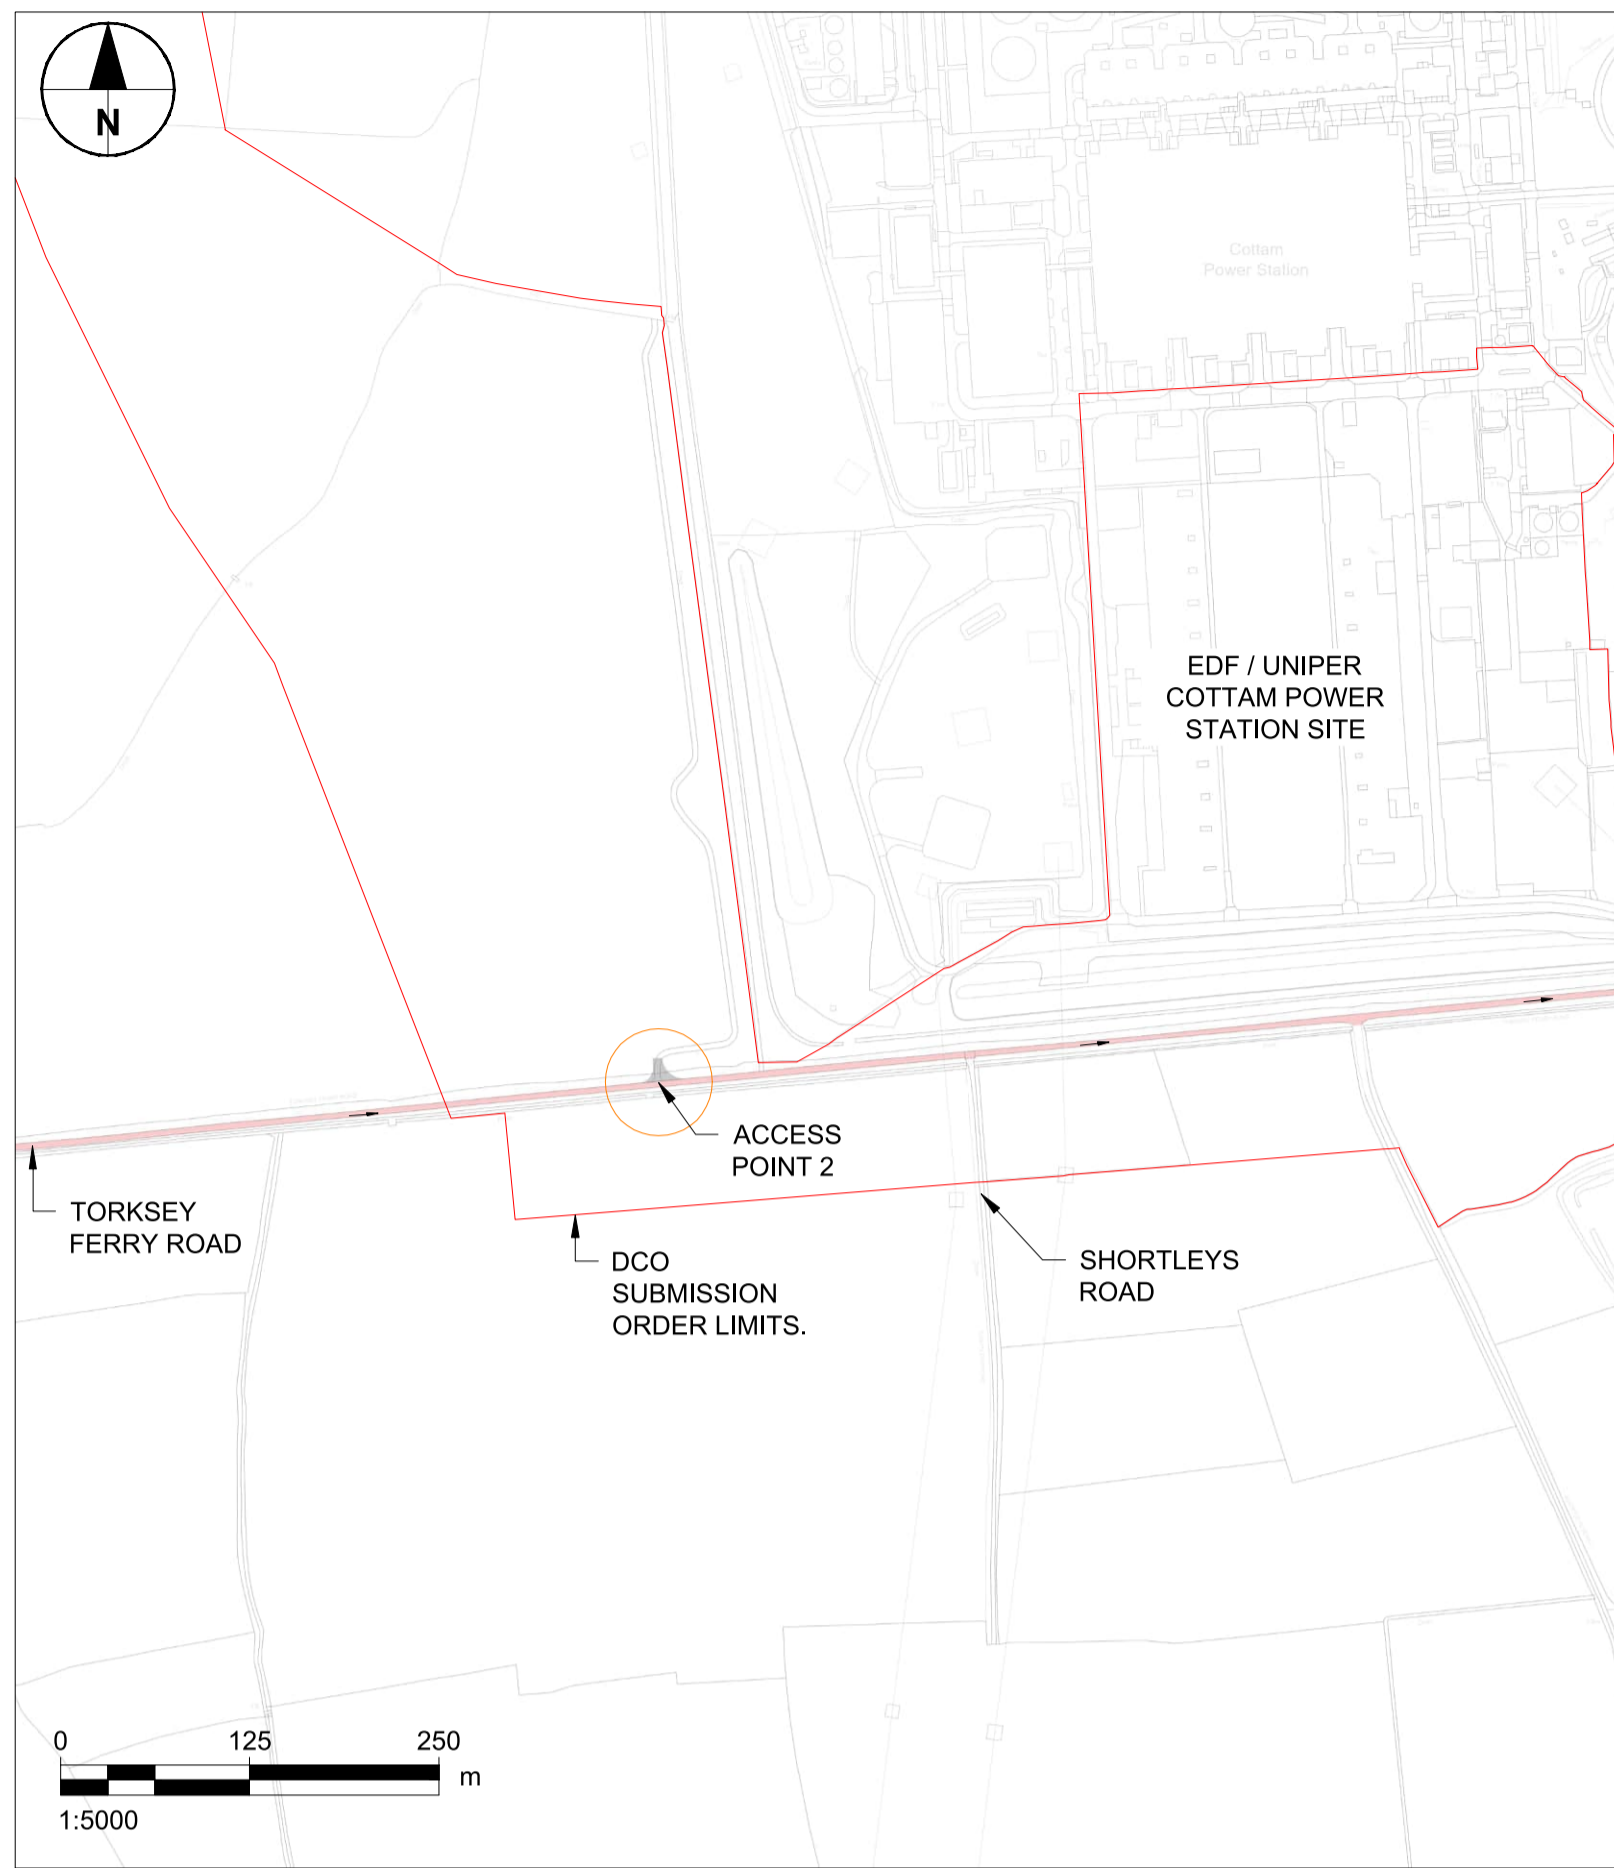 N
Cottam
Power Station
EDF / UNIPER
COTTAM POWER
STATION SITE
ACCESS
POINT 2
TORKSEY
FERRY ROAD
DCO
SUBMISSION
ORDER LIMITS.
SHORTLEYS
ROAD
0 125 250
m
1:5000